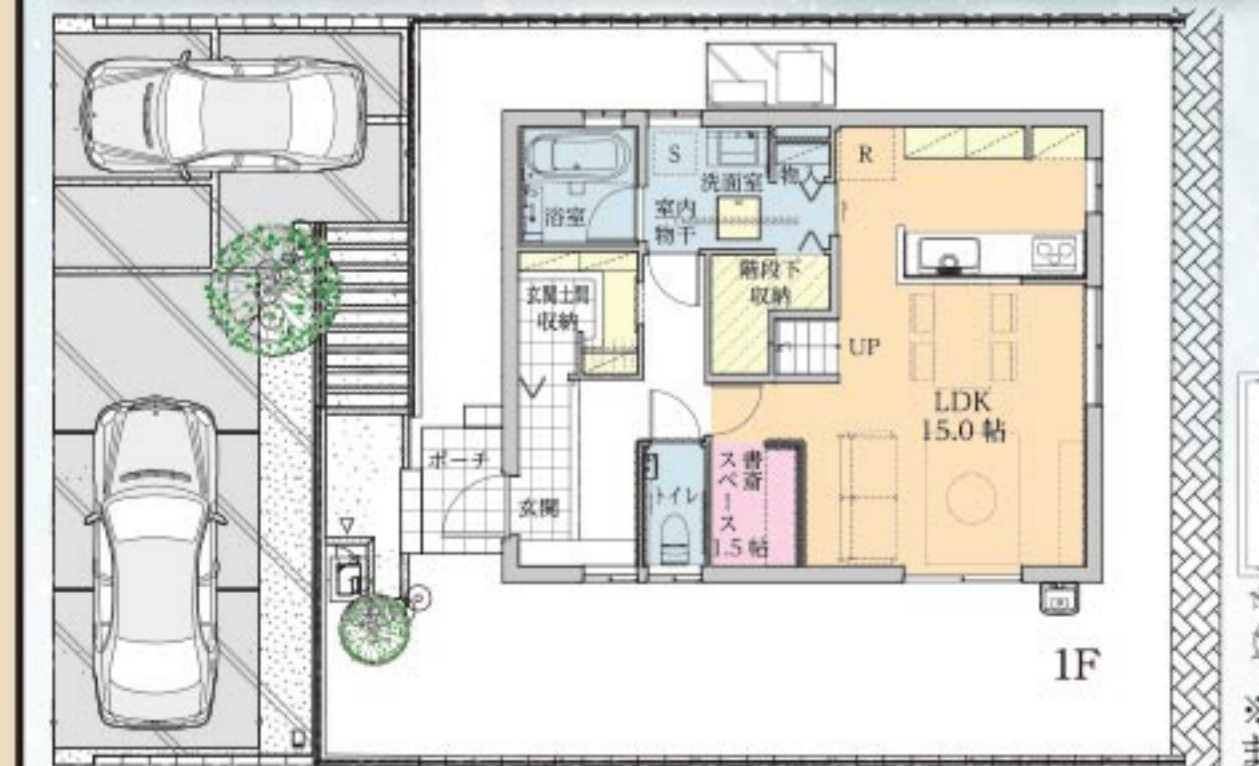 S
洗面室
物入
R
浴室
室内
物干
階段下
収納
玄関土間
収納
UP
LDK
15.0 帖
ポーチ
玄関
トイレ
書斎
スペース
1.5 帖
1F
※